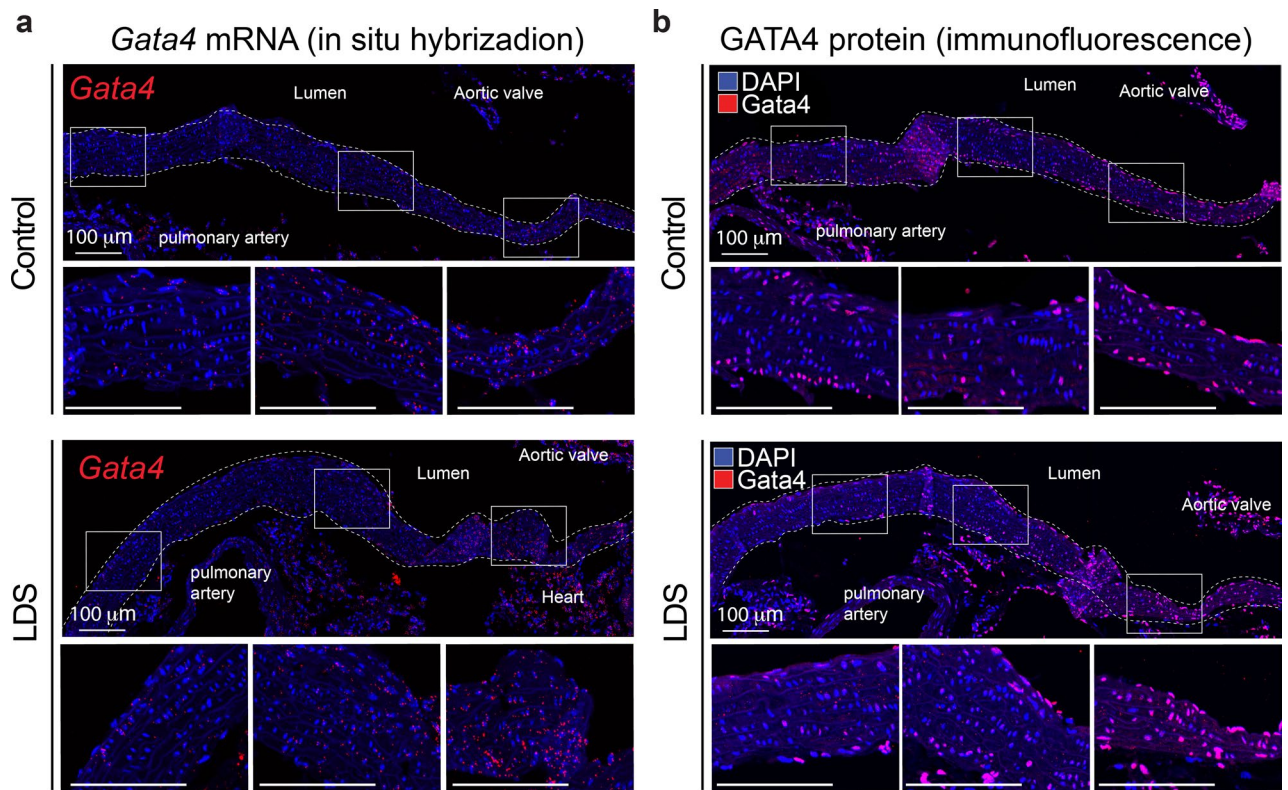 a
Gata4 mRNA (in situ hybrizadion)
Control
Gata4
Lumen
Aortic valve
100 μm
pulmonary artery
LDS
Gata4
Lumen
Aortic valve
pulmonary
artery
100 μm
Heart
b
GATA4 protein (immunofluorescence)
Control
DAPI
Gata4
Lumen
Aortic valve
100 μm
pulmonary artery
LDS
DAPI
Gata4
Lumen
Aortic valve
pulmonary
artery
100 μm